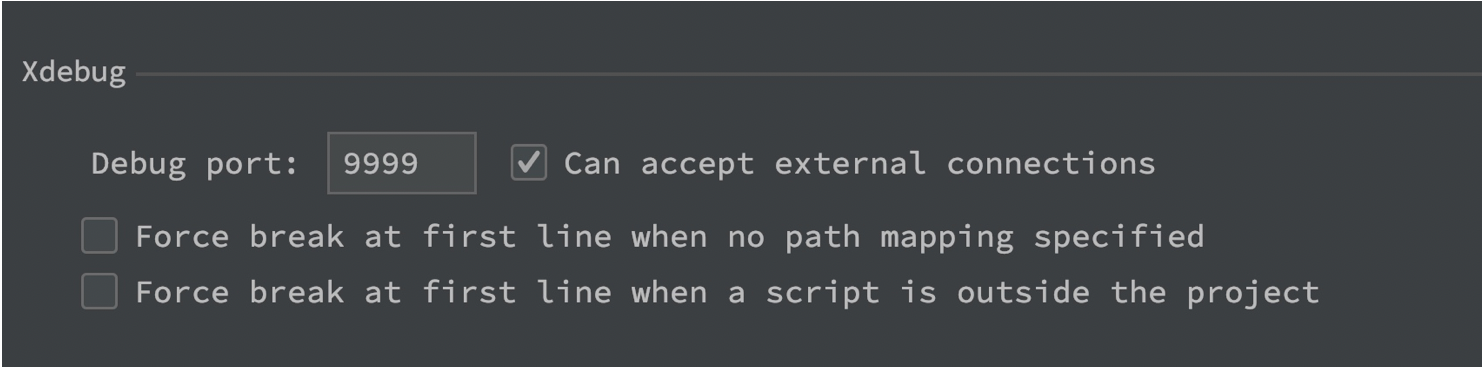 Xdebug
Debug port: 9999 Can accept external connections
Force break at first line when no path mapping specified
Force break at first line when a script is outside the project